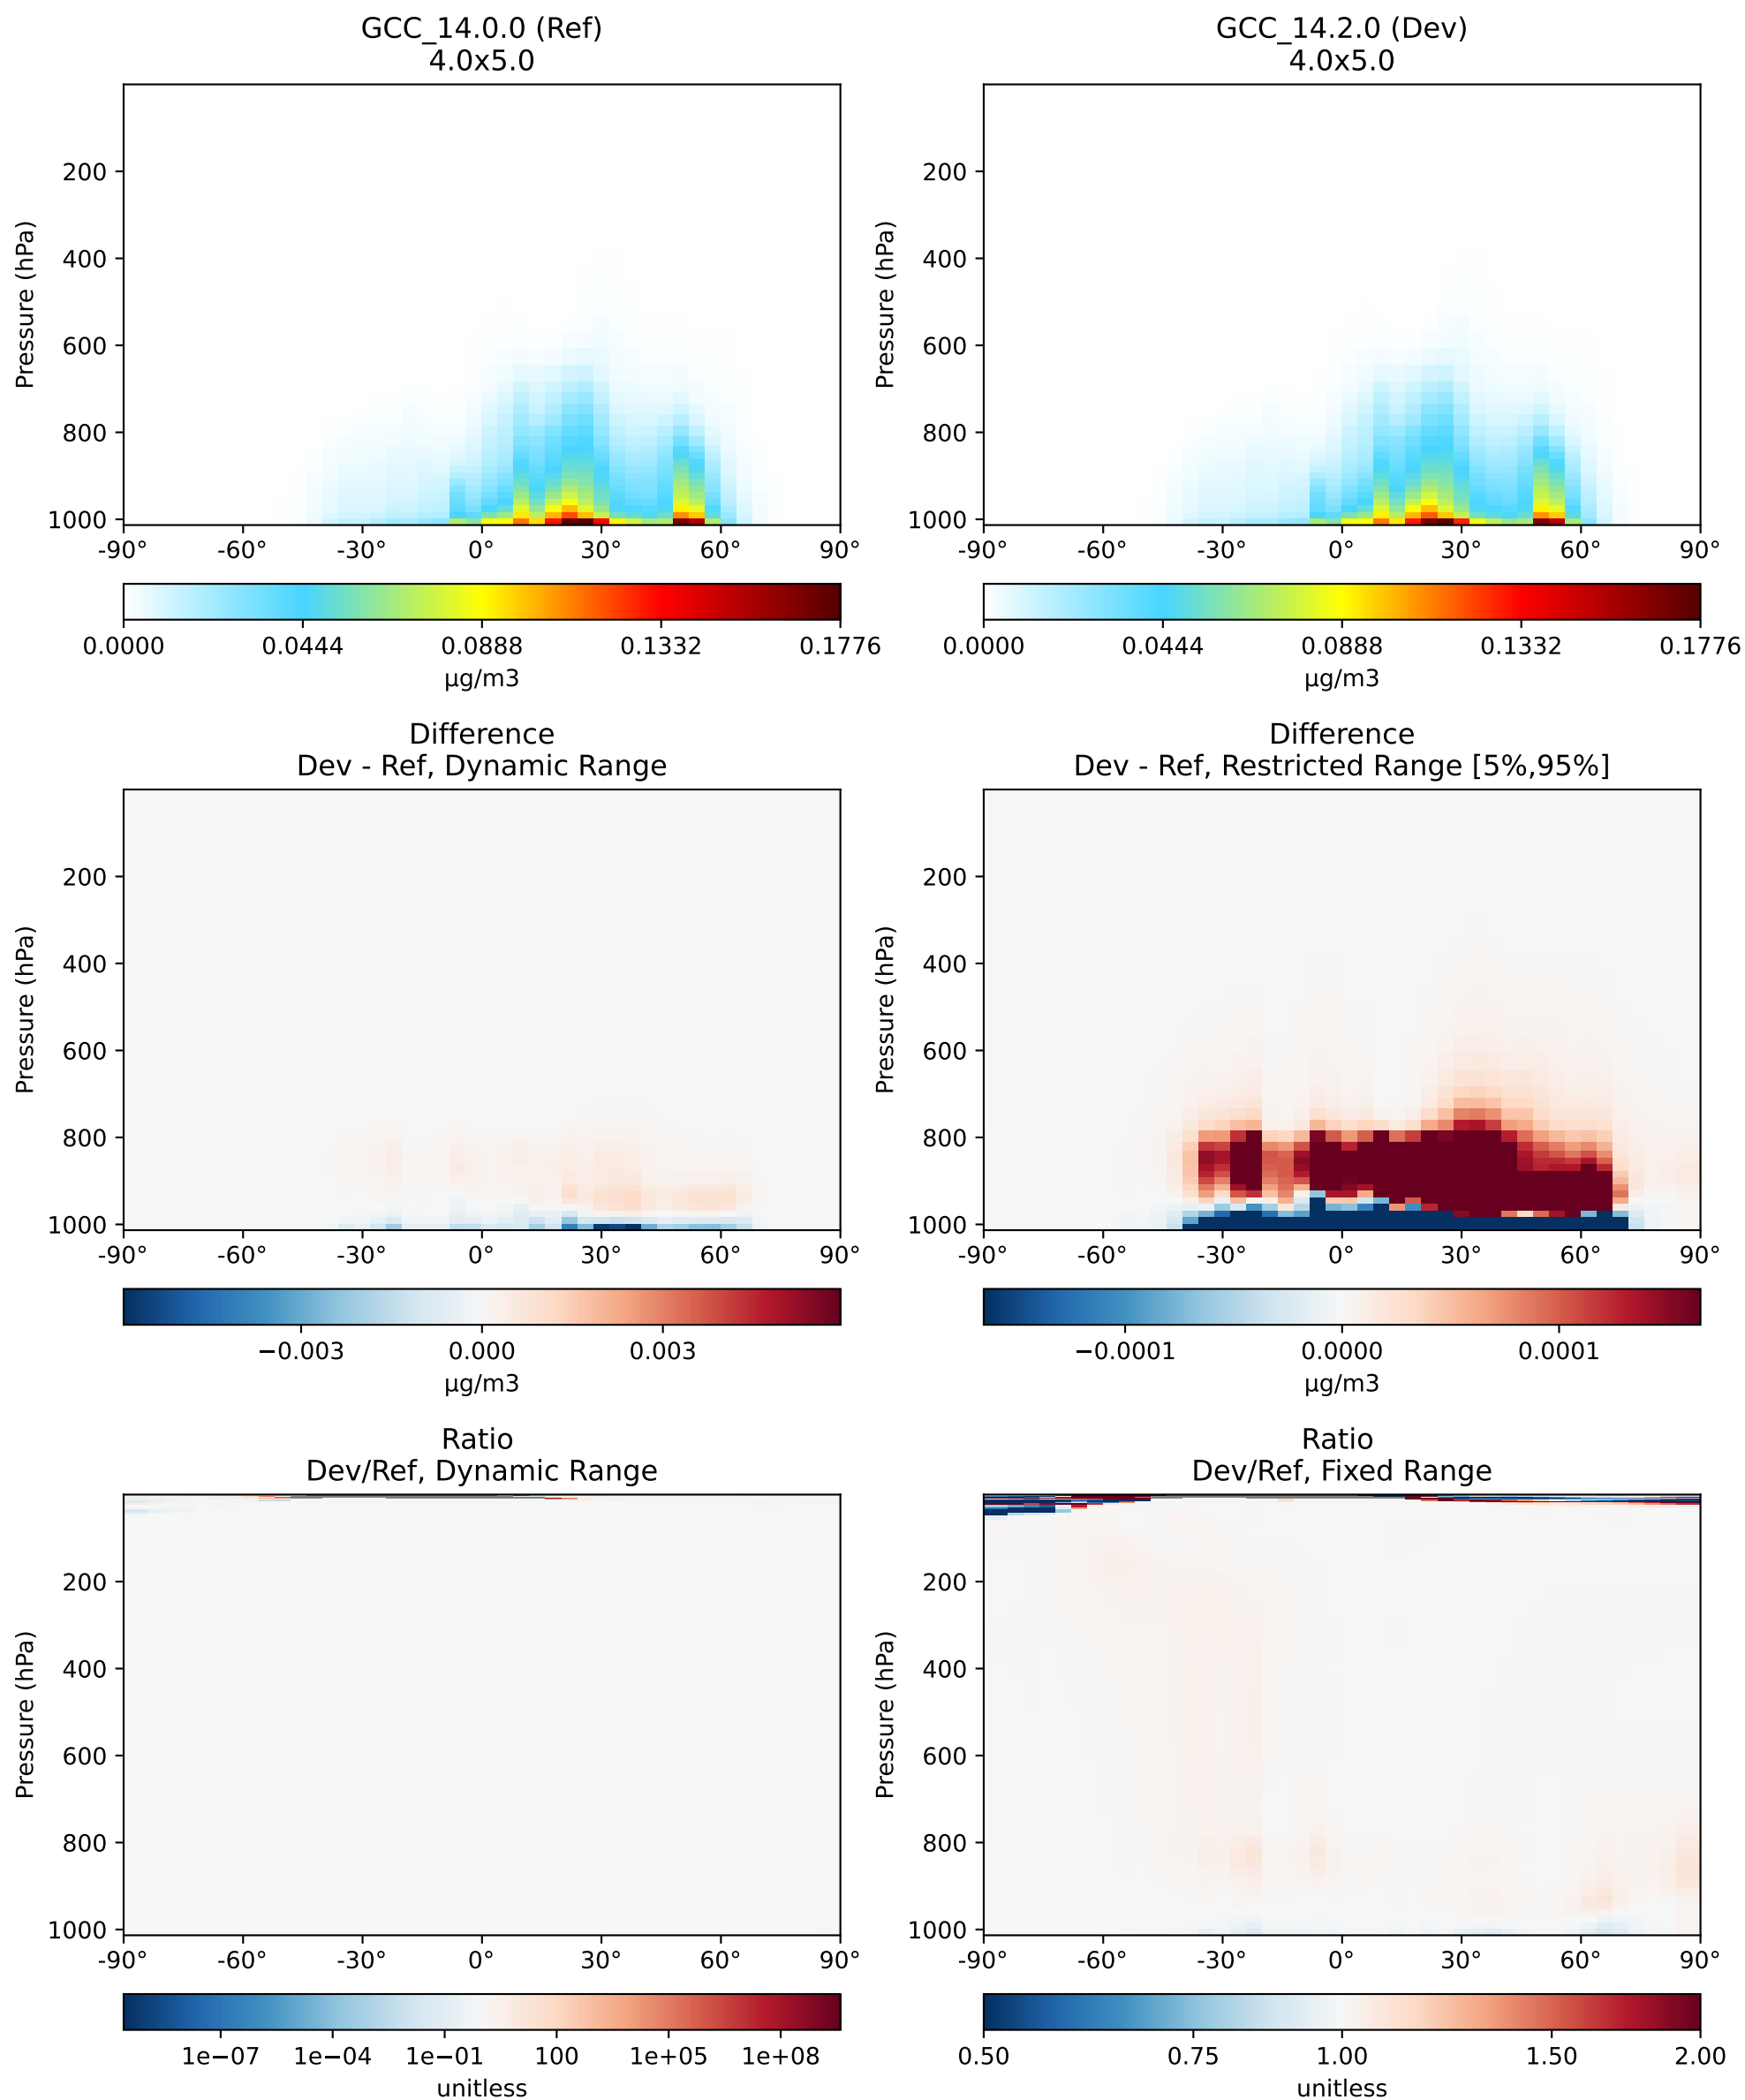 GCC_14.0.0 (Ref)
4.0x5.0
GCC_14.2.0 (Dev)
4.0x5.0
Pressure (hPa)
200
400
600
800
1000
-90° -60° -30° 0° 30° 60° 90°
0.0000 0.0444 0.0888 0.1332 0.1776
µg/m3
Pressure (hPa)
200
400
600
800
1000
-90° -60° -30° 0° 30° 60° 90°
0.0000 0.0444 0.0888 0.1332 0.1776
µg/m3
Difference
Dev - Ref, Dynamic Range
Pressure (hPa)
200
400
600
800
1000
-90° -60° -30° 0° 30° 60° 90°
−0.003 0.000 0.003
µg/m3
Difference
Dev - Ref, Restricted Range [5%,95%]
Pressure (hPa)
200
400
600
800
1000
-90° -60° -30° 0° 30° 60° 90°
−0.0001 0.0000 0.0001
µg/m3
Ratio
Dev/Ref, Dynamic Range
Pressure (hPa)
200
400
600
800
1000
-90° -60° -30° 0° 30° 60° 90°
1e−07 1e−04 1e−01 100 1e+05 1e+08
unitless
Ratio
Dev/Ref, Fixed Range
Pressure (hPa)
200
400
600
800
1000
-90° -60° -30° 0° 30° 60° 90°
0.50 0.75 1.00 1.50 2.00
unitless